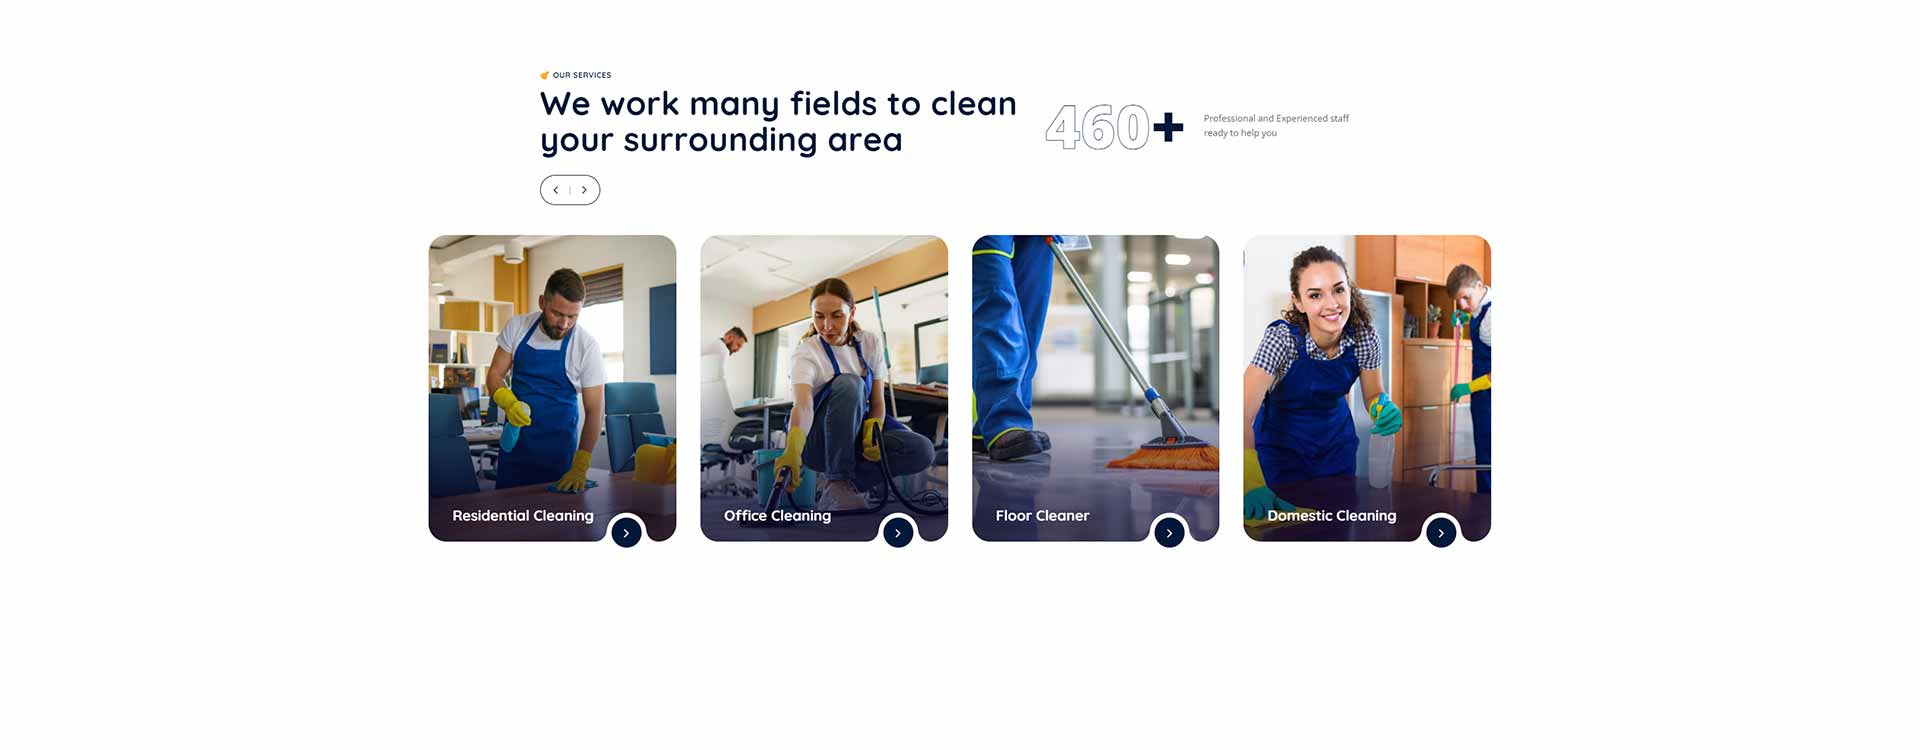 OUR SERVICES
We work many fields to clean
your surrounding area
460+
Professional and Experienced staff
ready to help you
Residential Cleaning
Office Cleaning
Floor Cleaner
Domestic Cleaning